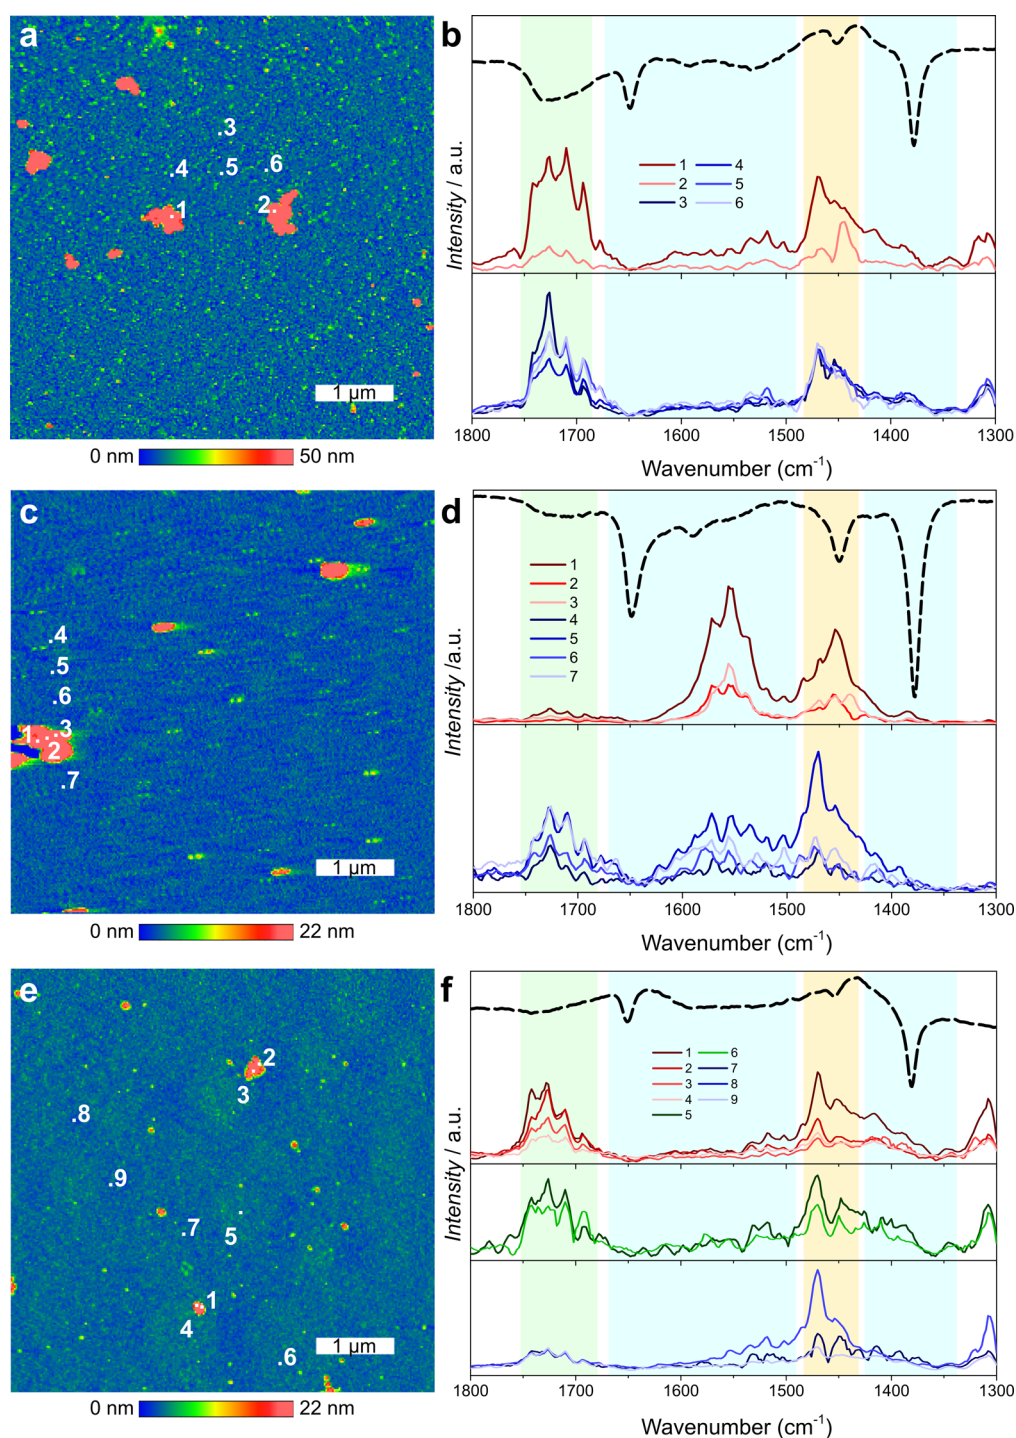 a
.3
.4 .5 .6
.1
2.
1 µm
0 nm 50 nm
b
Intensity / a.u.
1 4
2 5
3 6
1800 1700 1600 1500 1400 1300
Wavenumber (cm-1)
c
.4
.5
.6
1. .3
2
.7
1 µm
0 nm 22 nm
d
Intensity /a.u.
1
2
3
4
5
6
7
1800 1700 1600 1500 1400 1300
Wavenumber (cm-1)
e
.2
3
.8
.9
.7
5
1
4
.6
1 µm
0 nm 22 nm
f
Intensity / a.u.
1 6
2 7
3 8
4 9
5
1800 1700 1600 1500 1400 1300
Wavenumber (cm-1)